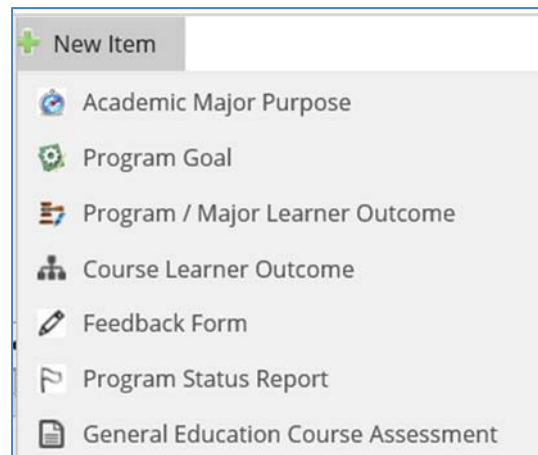 New Item
Academic Major Purpose
Program Goal
Program / Major Learner Outcome
Course Learner Outcome
Feedback Form
Program Status Report
General Education Course Assessment